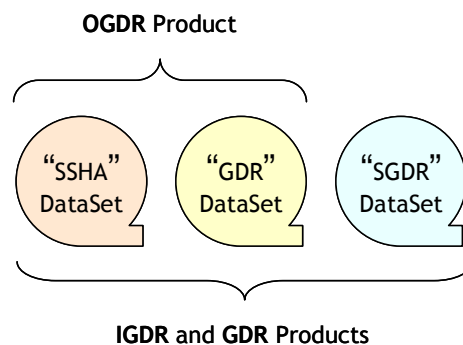 OGDR Product
“SSHA”
DataSet
“GDR”
DataSet
“SGDR”
DataSet
IGDR and GDR Products